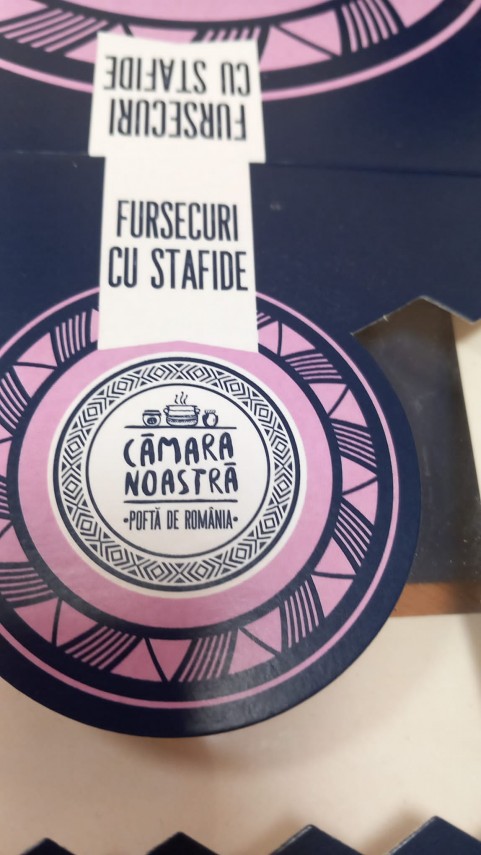 FURSECURI
CU STAFIDE
FURSECURI
CU STAFIDE
CĂMARA
NOASTRĂ
•POFTĂ DE ROMÂNIA•